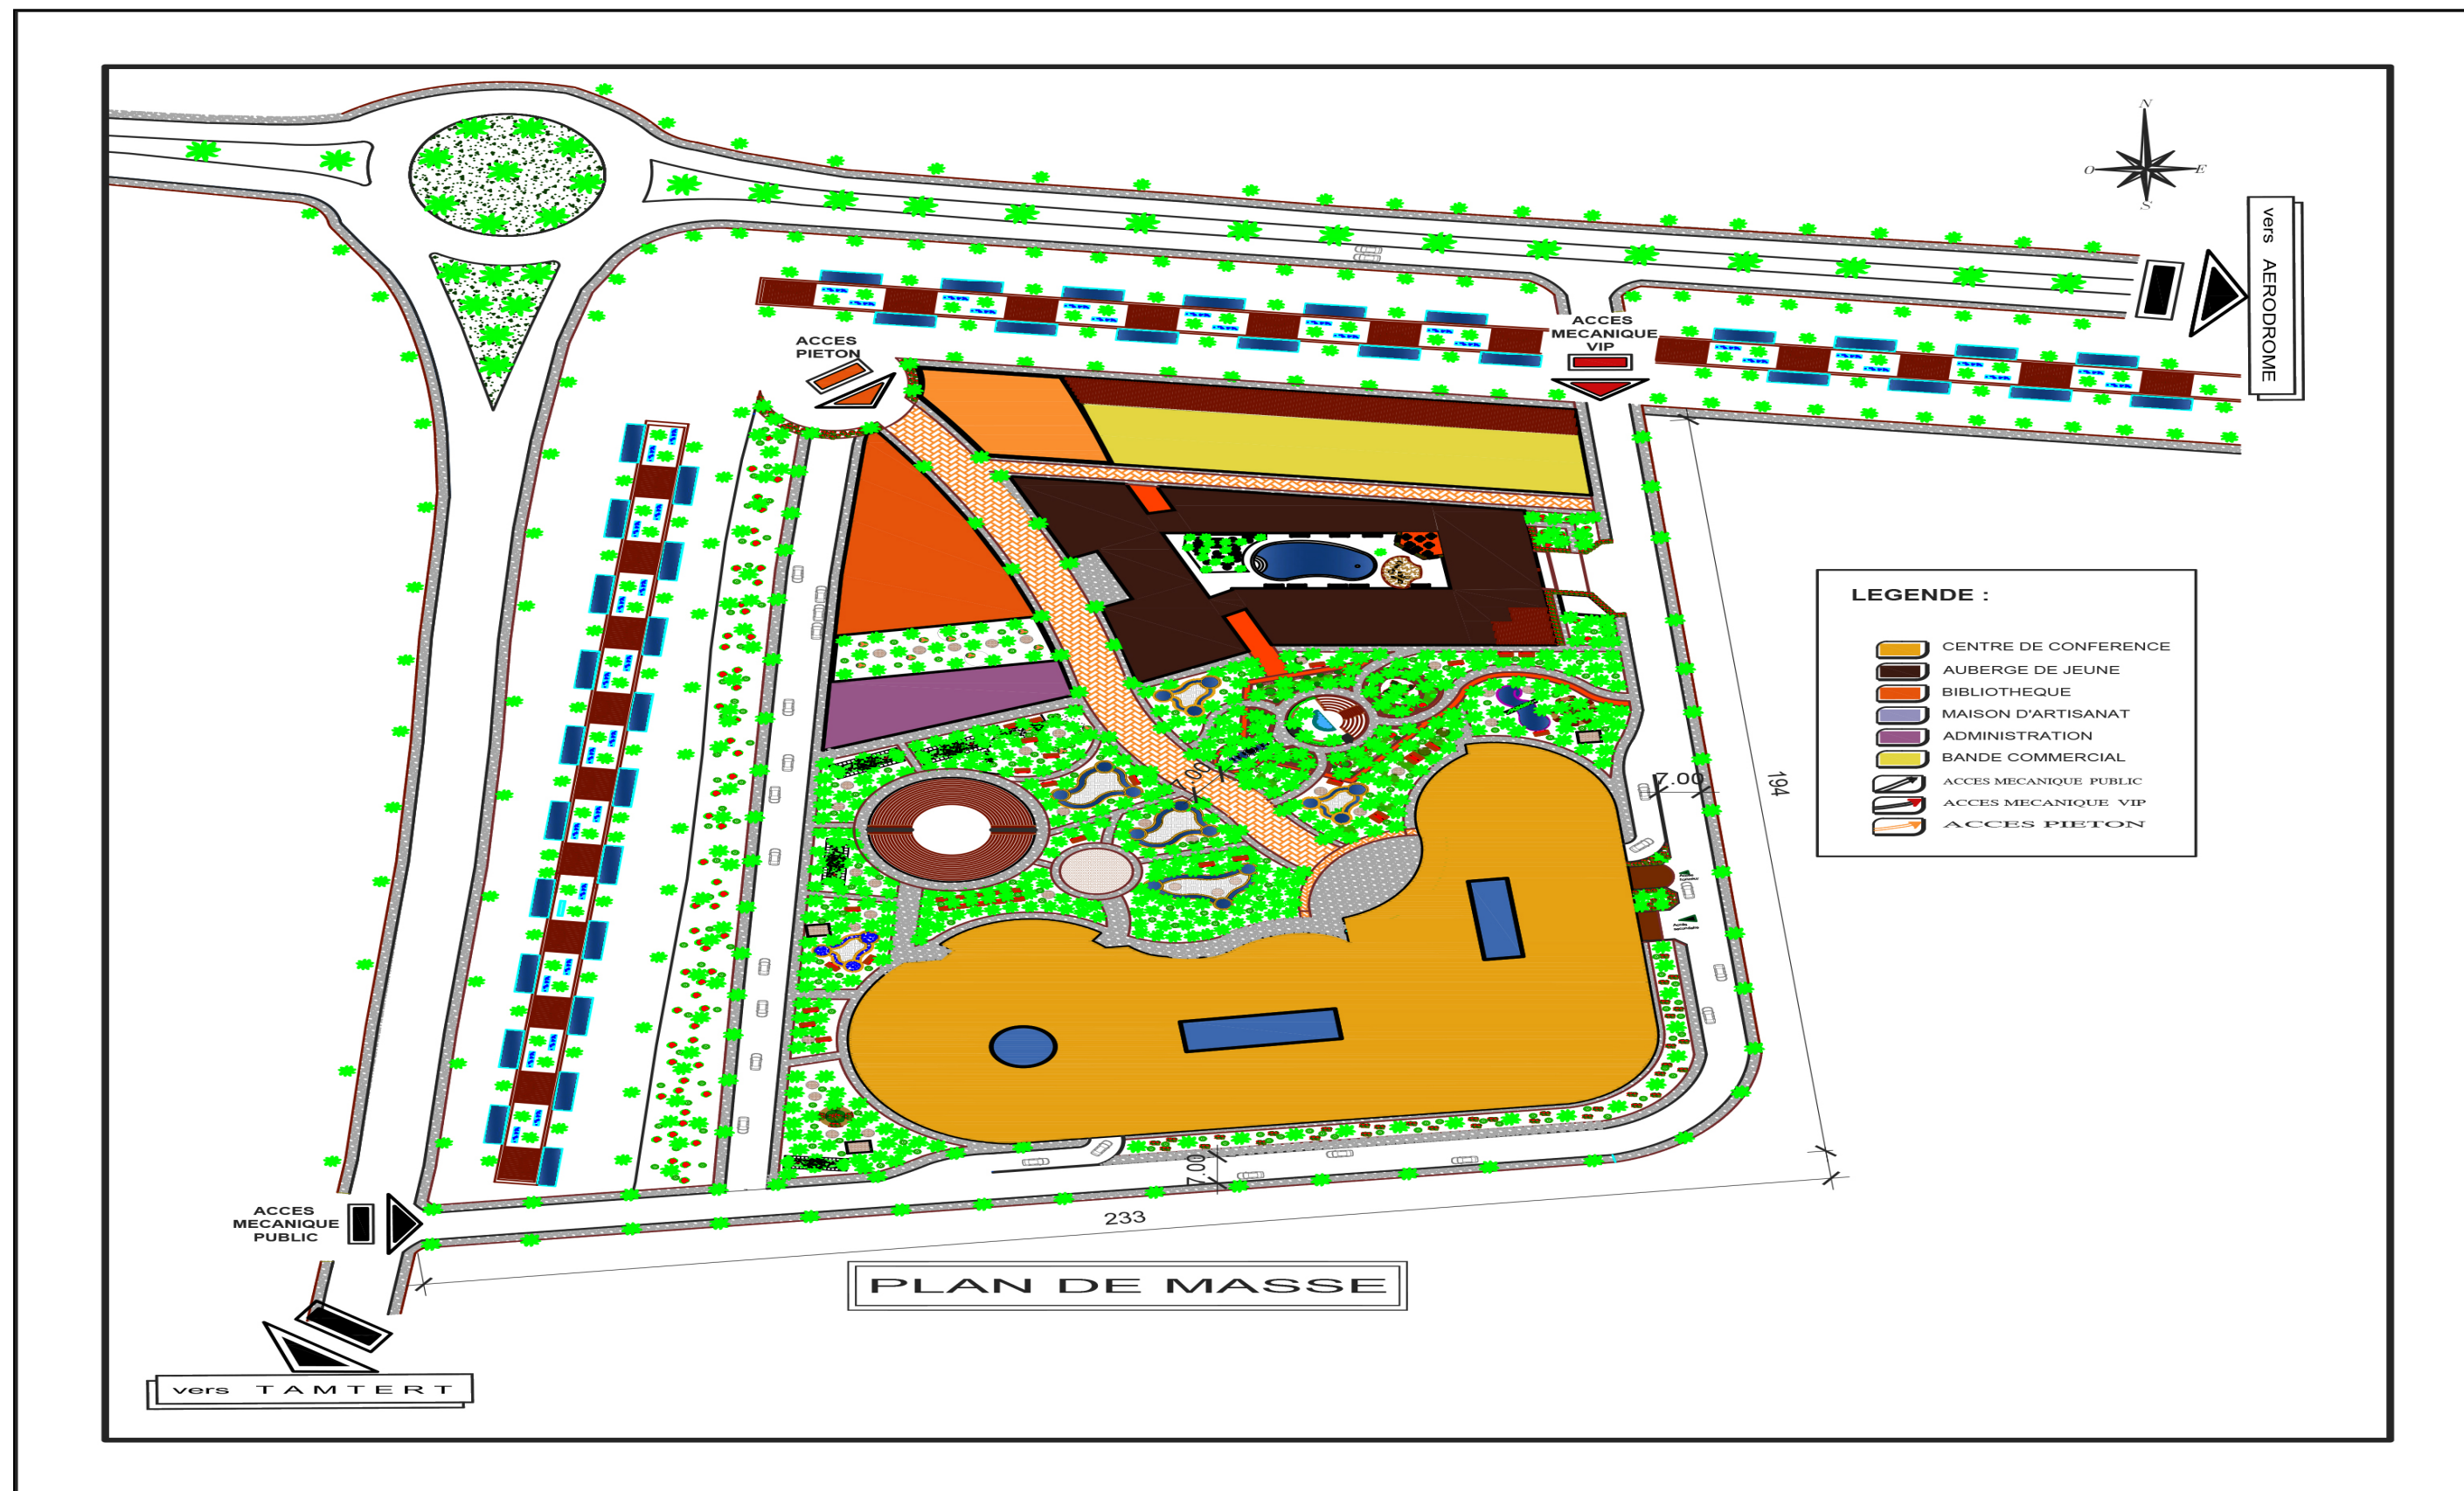 N
O
E
S
vers AERODROME
ACCES
MECANIQUE
VIP
ACCES
PIETON
LEGENDE :
CENTRE DE CONFERENCE
AUBERGE DE JEUNE
BIBLIOTHEQUE
MAISON D'ARTISANAT
ADMINISTRATION
BANDE COMMERCIAL
ACCES MECANIQUE PUBLIC
ACCES MECANIQUE VIP
ACCES PIETON
7.00
194
7.00
233
ACCES
MECANIQUE
PUBLIC
PLAN DE MASSE
vers TAMTERT